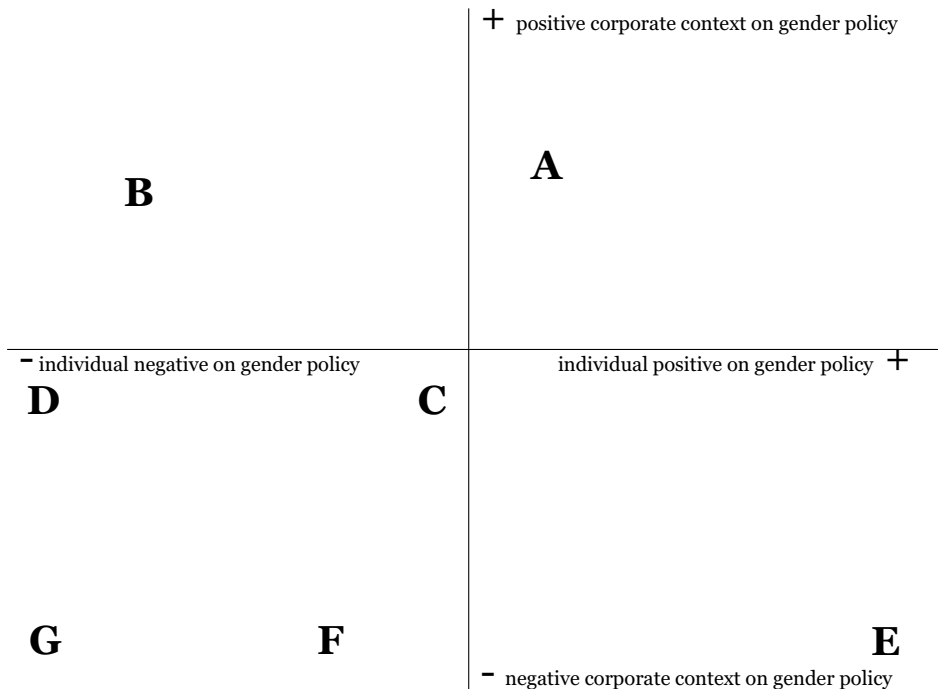 + positive corporate context on gender policy
A
B
- individual negative on gender policy
individual positive on gender policy +
D
C
G
F
E
- negative corporate context on gender policy